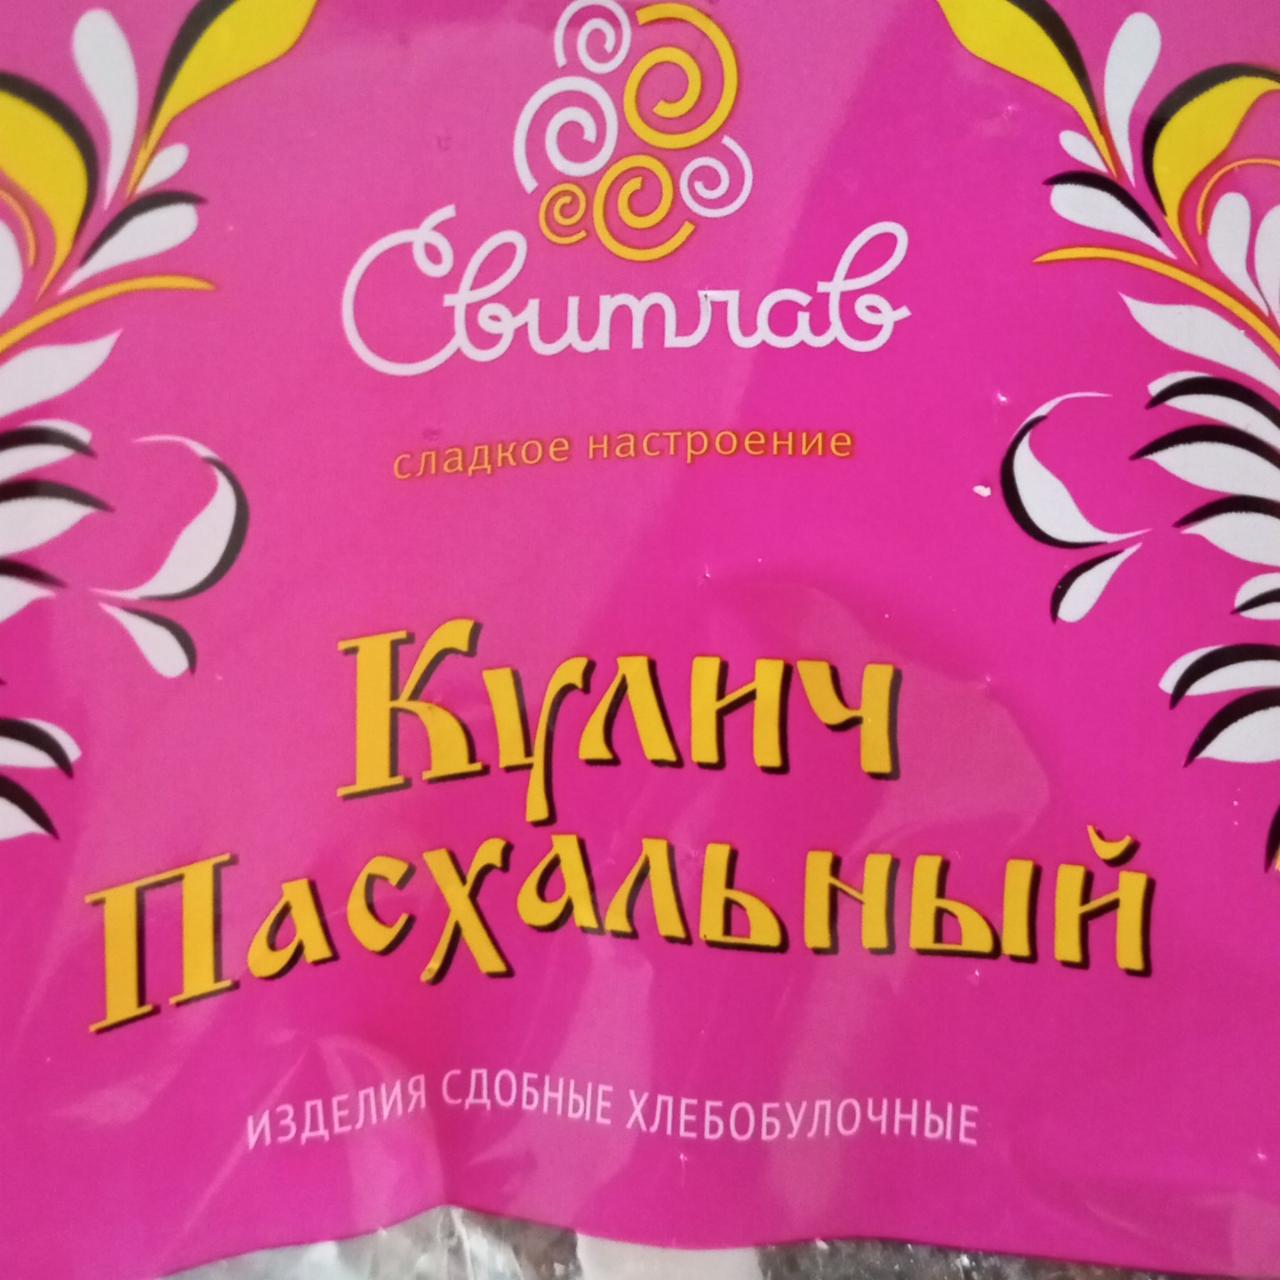 Свитлав
сладкое настроение
Кулич
Пасхальный
ИЗДЕЛИЯ СДОБНЫЕ ХЛЕБОБУЛОЧНЫЕ